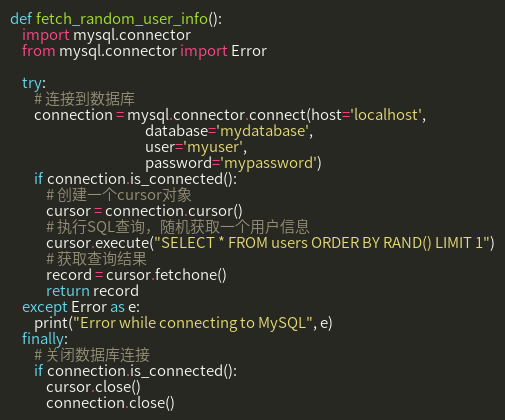 def fetch_random_user_info():
    import mysql.connector
    from mysql.connector import Error

    try:
        # 连接到数据库
        connection = mysql.connector.connect(host='localhost',
                                             database='mydatabase',
                                             user='myuser',
                                             password='mypassword')
        if connection.is_connected():
            # 创建一个cursor对象
            cursor = connection.cursor()
            # 执行SQL查询，随机获取一个用户信息
            cursor.execute("SELECT * FROM users ORDER BY RAND() LIMIT 1")
            # 获取查询结果
            record = cursor.fetchone()
            return record
    except Error as e:
        print("Error while connecting to MySQL", e)
    finally:
        # 关闭数据库连接
        if connection.is_connected():
            cursor.close()
            connection.close()